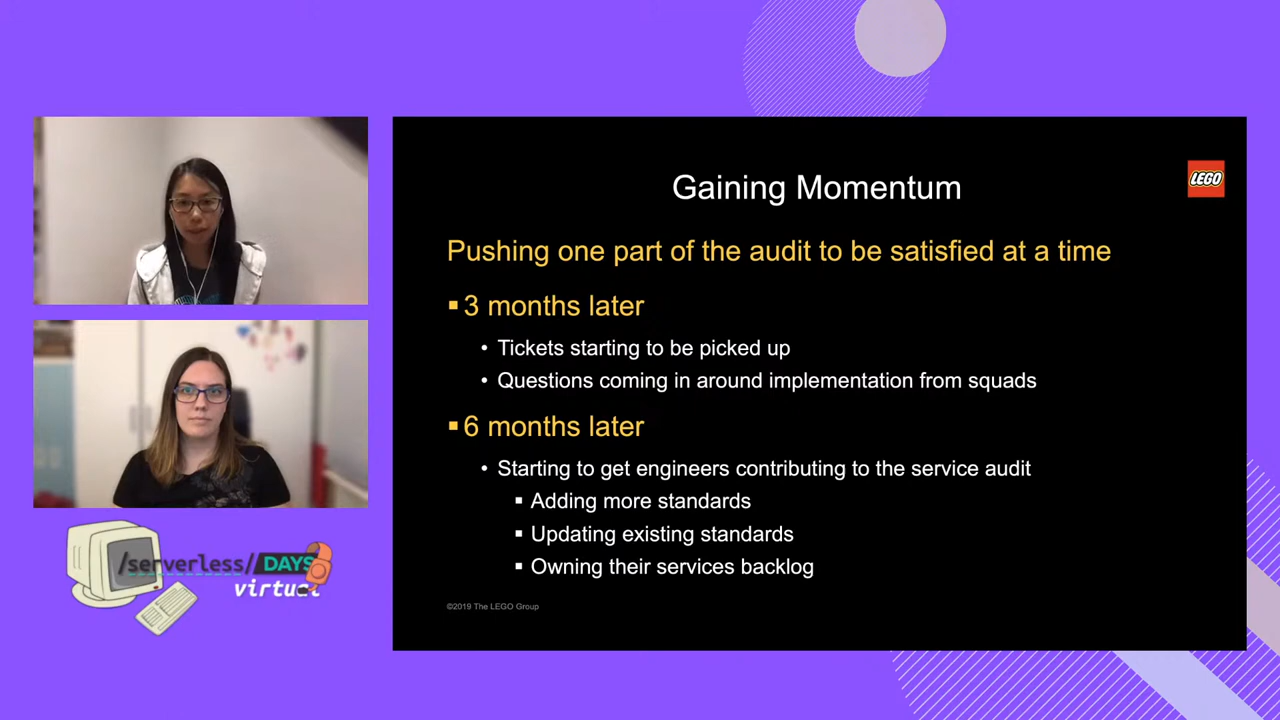 Gaining Momentum
LEGO
Pushing one part of the audit to be satisfied at a time
▪ 3 months later
• Tickets starting to be picked up
• Questions coming in around implementation from squads
▪ 6 months later
• Starting to get engineers contributing to the service audit
▪ Adding more standards
▪ Updating existing standards
▪ Owning their services backlog
©2019 The LEGO Group
/serverless// DAYS
virtual